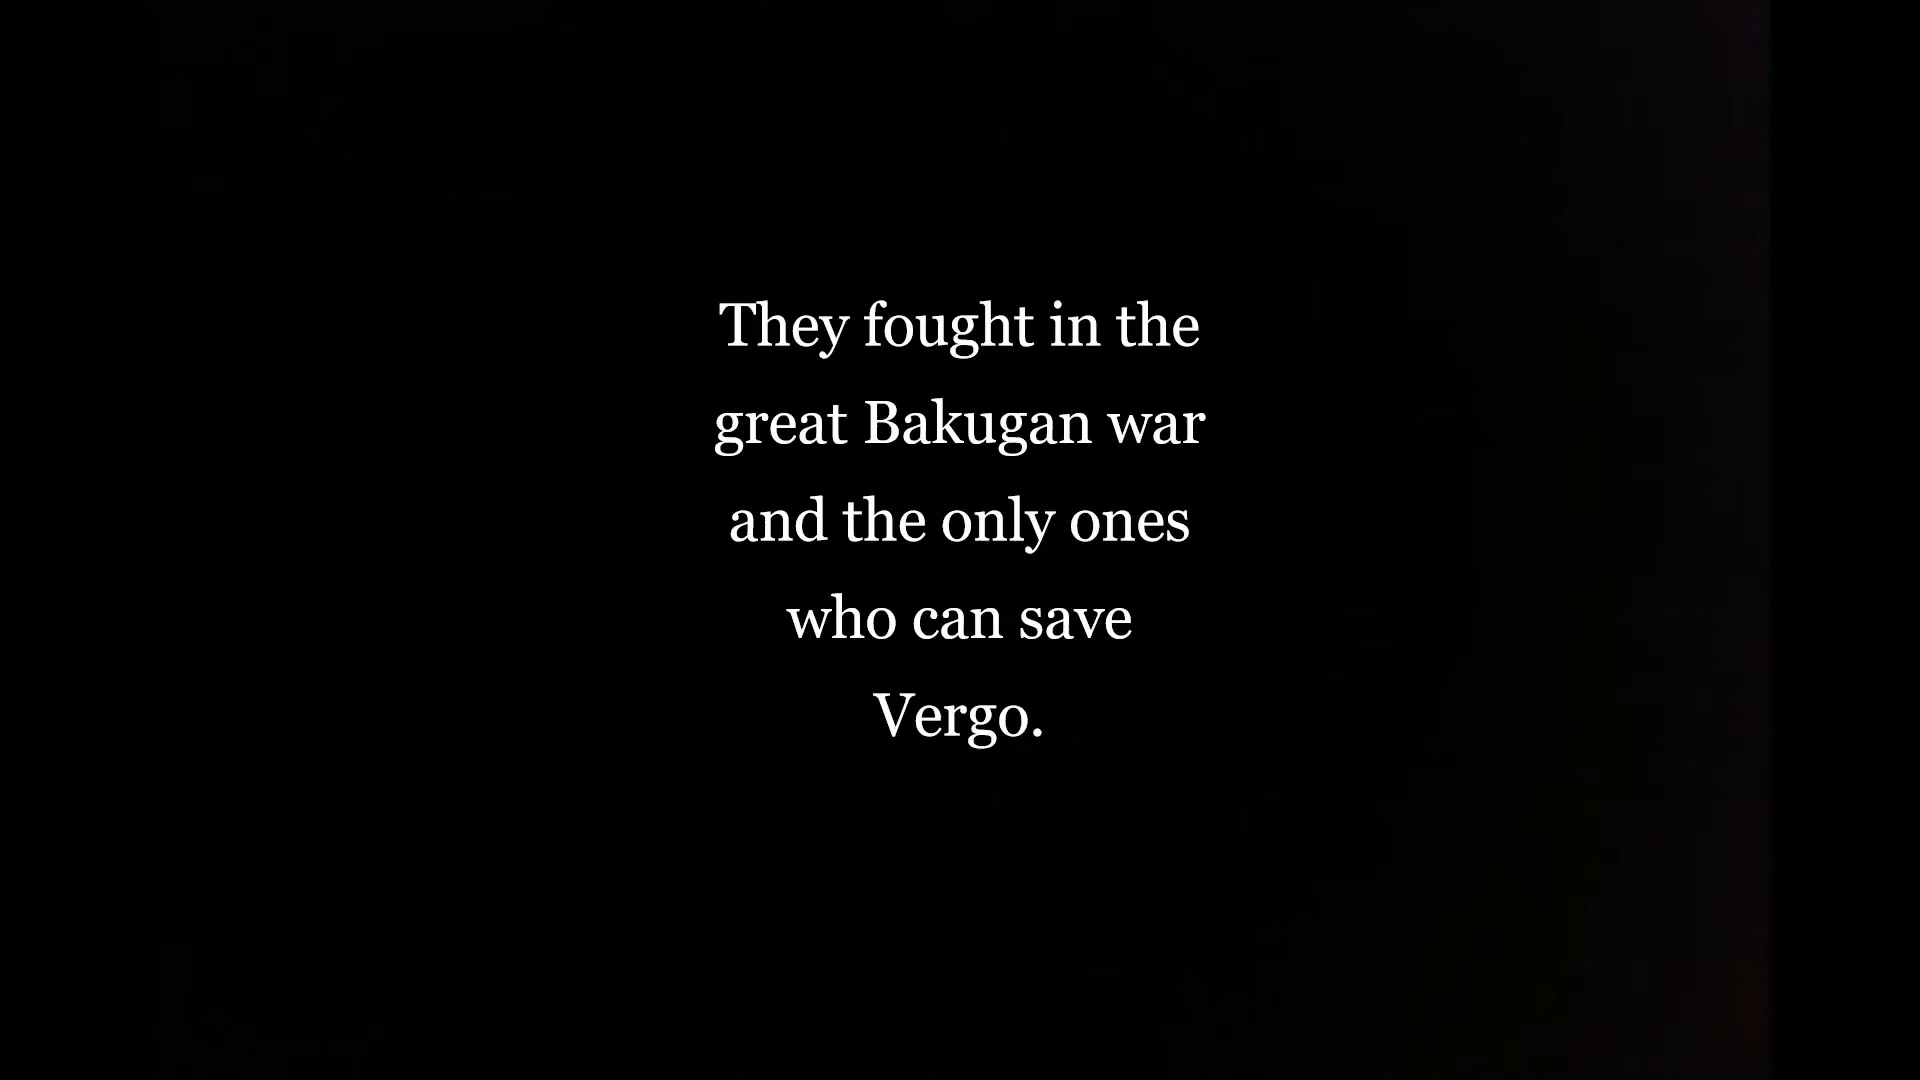 They fought in the
great Bakugan war
and the only ones
who can save
Vergo.